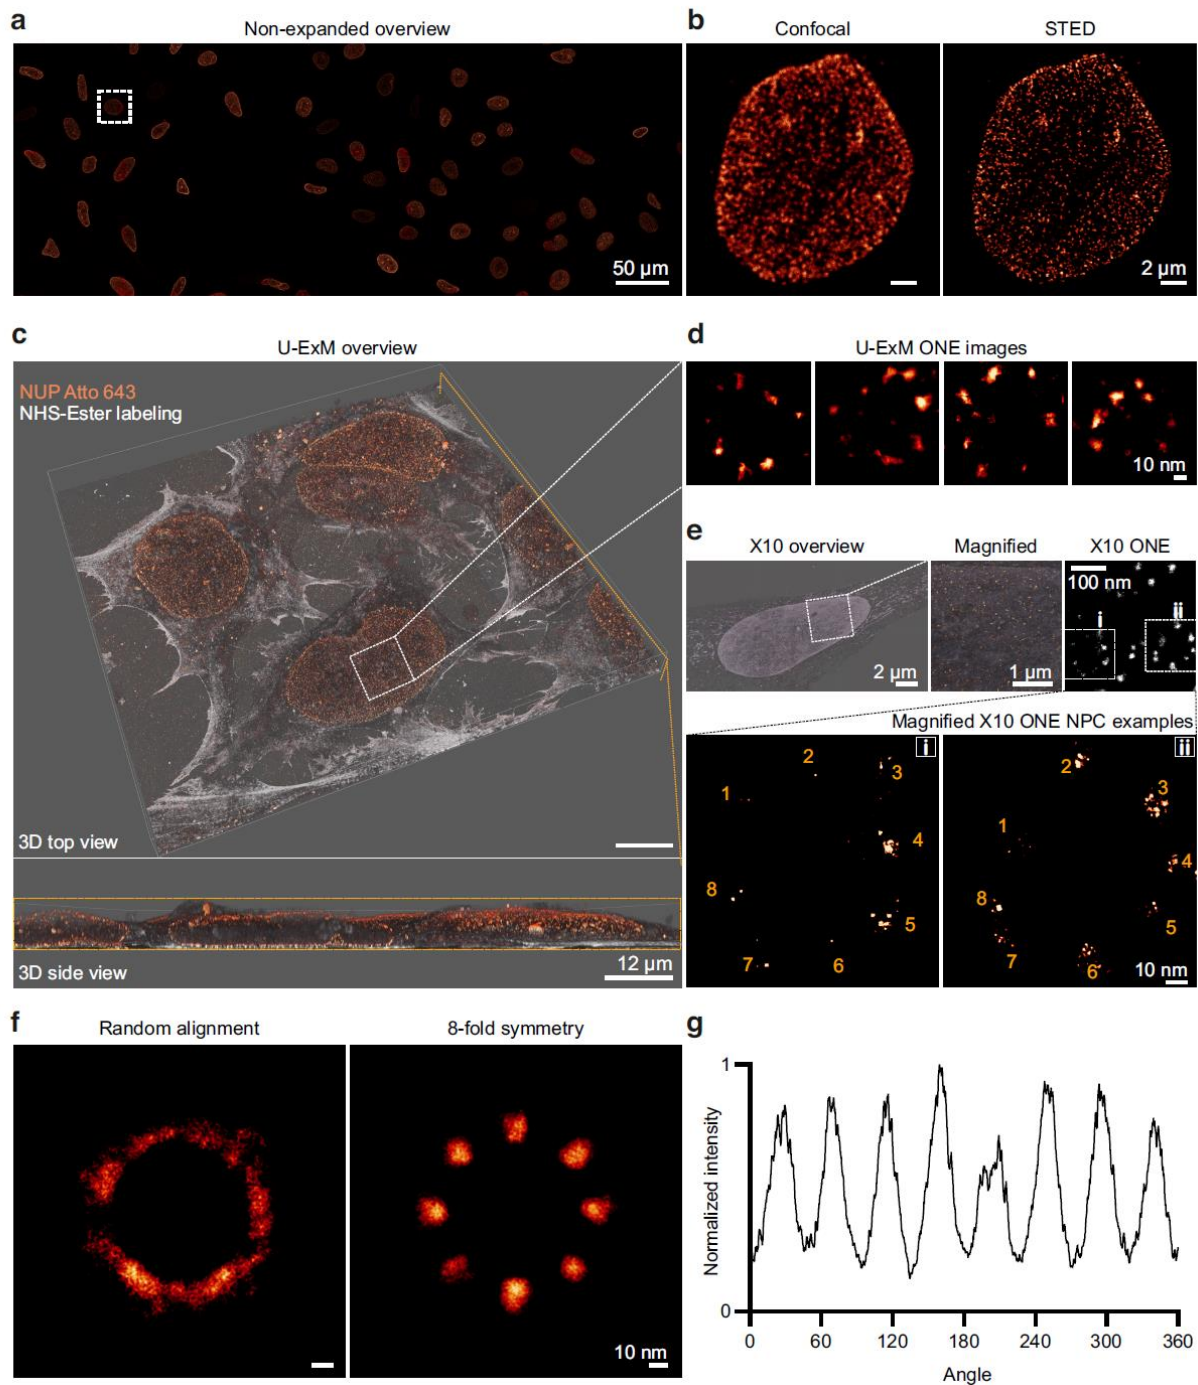 a
Non-expanded overview
50 µm
b
Confocal
STED
2 µm
c
U-ExM overview
NUP Atto 643
NHS-Ester labeling
3D top view
3D side view
12 µm
d
U-ExM ONE images
10 nm
e
X10 overview
Magnified
X10 ONE
2 µm
1 µm
100 nm
i
ii
Magnified X10 ONE NPC examples
i
1
2
3
4
5
6
7
8
ii
1
2
3
4
5
6
7
8
10 nm
f
Random alignment
8-fold symmetry
10 nm
g
Normalized intensity
1
0
0
60
120
180
240
300
360
Angle